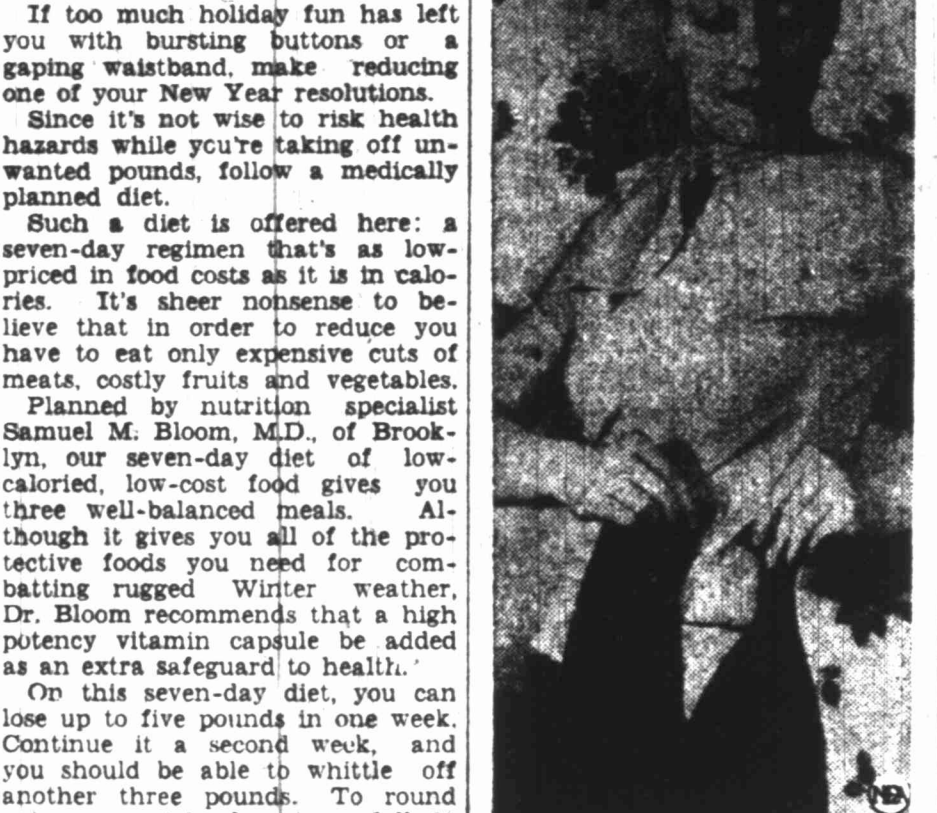 If too much holiday fun has left
you with bursting buttons or a
gaping waistband, make reducing
one of your New Year resolutions.
Since it's not wise to risk health
hazards while you're taking off un-
wanted pounds, follow a medically
planned diet.
Such a diet is offered here: a
seven-day regimen that's as low-
priced in food costs as it is in calo-
ries. It's sheer nonsense to be-
lieve that in order to reduce you
have to eat only expensive cuts of
meats, costly fruits and vegetables.
Planned by nutrition specialist
Samuel M. Bloom, M.D., of Brook-
lyn, our seven-day diet of low-
caloried, low-cost food gives you
three well-balanced meals. Al-
though it gives you all of the pro-
tective foods you need for com-
batting rugged Winter weather,
Dr. Bloom recommends that a high
potency vitamin capsule be added
as an extra safeguard to health.
On this seven-day diet, you can
lose up to five pounds in one week.
Continue it a second week, and
you should be able to whittle off
another three pounds. To round
NEA